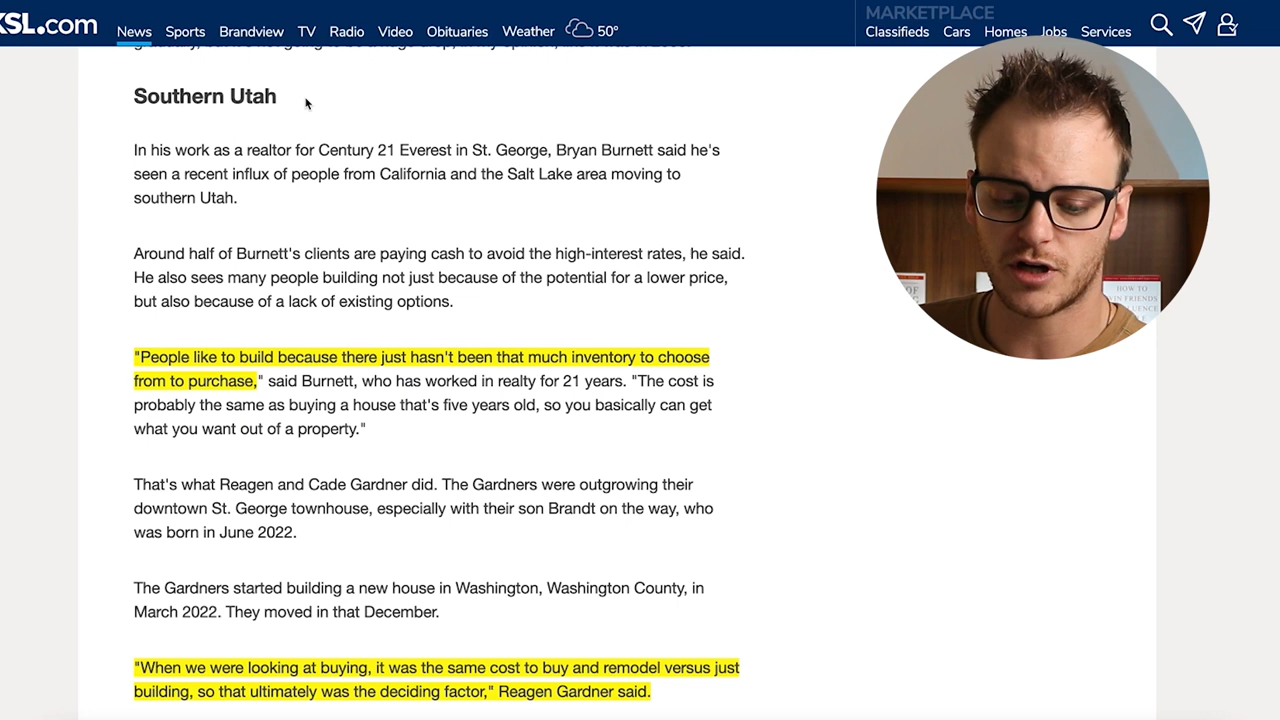 KSL.com
News Sports Brandview TV Radio Video Obituaries Weather 50°
MARKETPLACE
Classifieds Cars Homes Jobs Services
Southern Utah
In his work as a realtor for Century 21 Everest in St. George, Bryan Burnett said he's
seen a recent influx of people from California and the Salt Lake area moving to
southern Utah.
Around half of Burnett's clients are paying cash to avoid the high-interest rates, he said.
He also sees many people building not just because of the potential for a lower price,
but also because of a lack of existing options.
"People like to build because there just hasn't been that much inventory to choose
from to purchase," said Burnett, who has worked in realty for 21 years. "The cost is
probably the same as buying a house that's five years old, so you basically can get
what you want out of a property."
That's what Reagen and Cade Gardner did. The Gardners were outgrowing their
downtown St. George townhouse, especially with their son Brandt on the way, who
was born in June 2022.
The Gardners started building a new house in Washington, Washington County, in
March 2022. They moved in that December.
"When we were looking at buying, it was the same cost to buy and remodel versus just
building, so that ultimately was the deciding factor," Reagen Gardner said.
OF
HOW TO
WIN FRIENDS